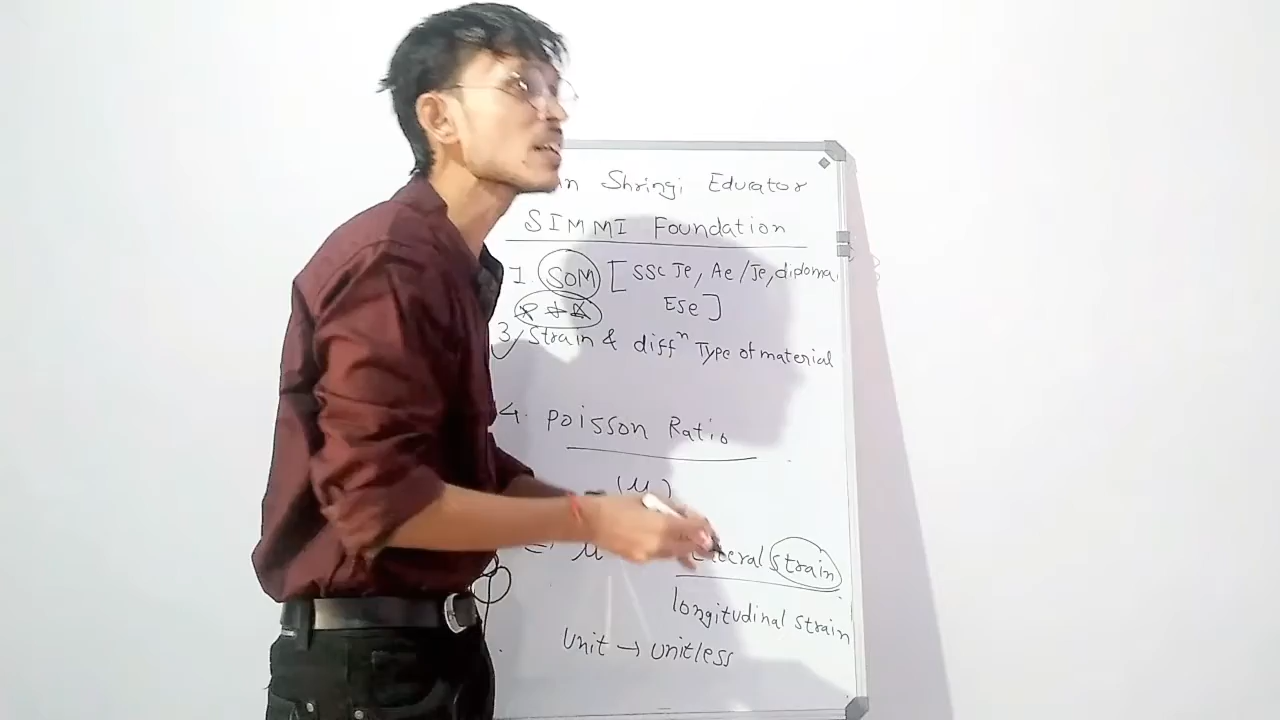 Shringi Educator
SIMMI Foundation
1. SOM [SSC Je, Ae/Je, diploma,
Ese]
3 Strain & diffⁿ Type of material
4. Poisson Ratio
(μ)
μ strain
longitudinal strain
Unit → unitless